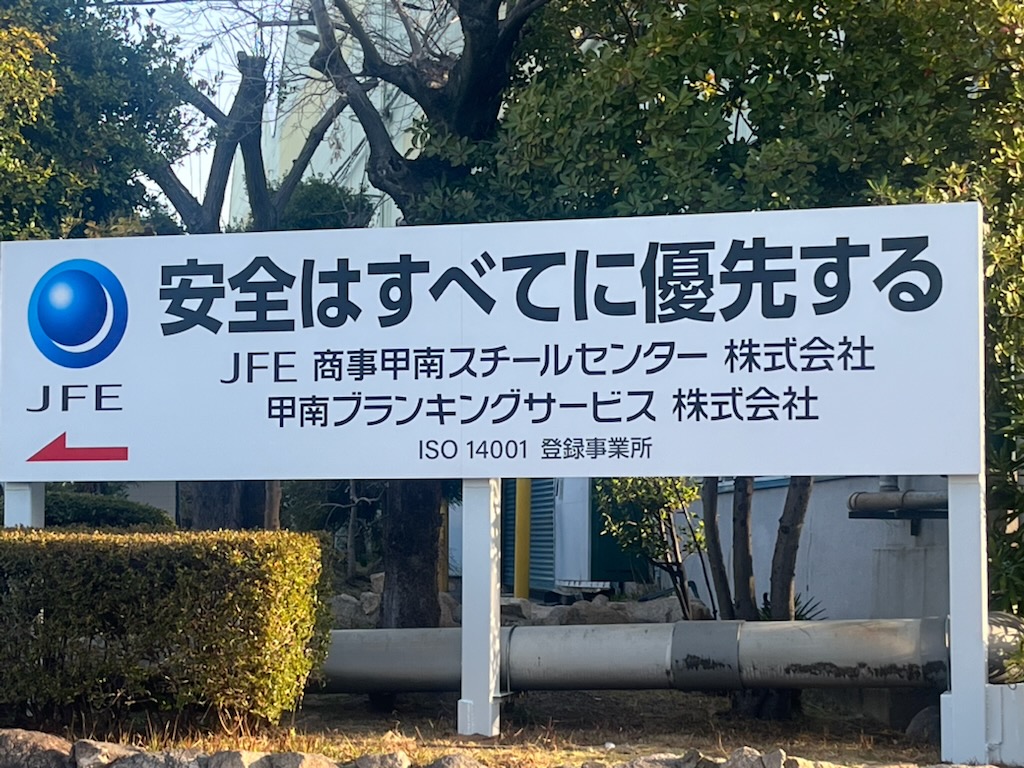 安全はすべてに優先する
JFE
JFE 商事甲南スチールセンター 株式会社
甲南ブランキングサービス 株式会社
ISO 14001 登録事業所